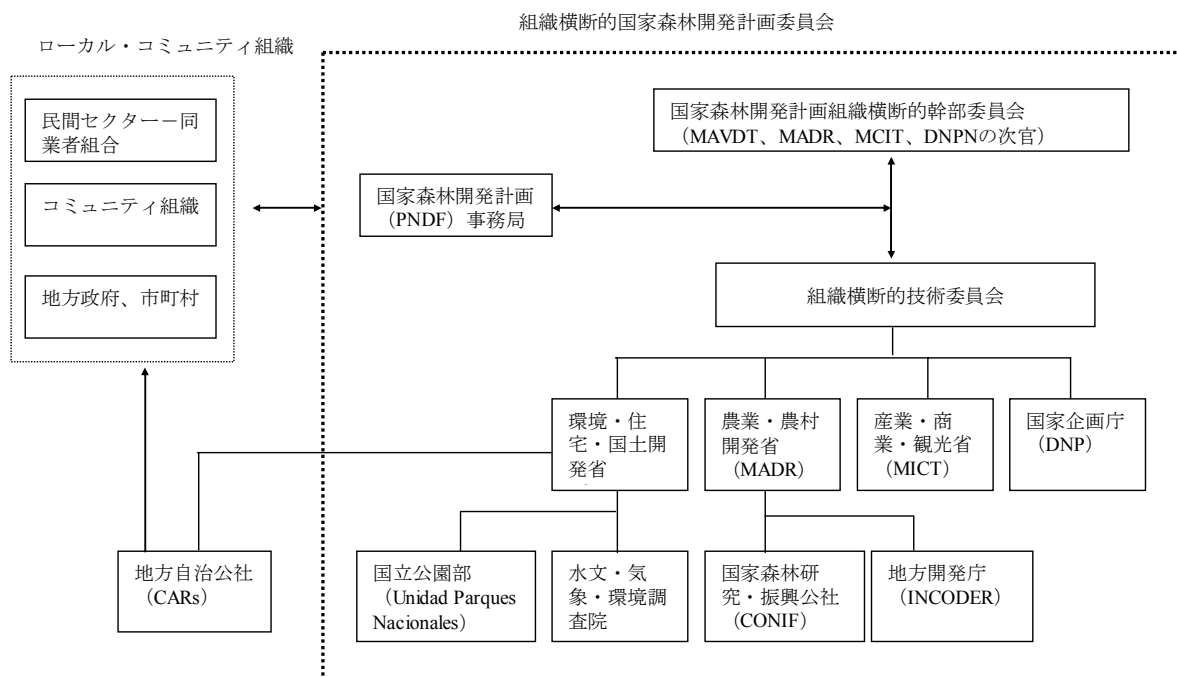 組織横断的国家森林開発計画委員会
ローカル・コミュニティ組織
民間セクター－同
業者組合
コミュニティ組織
地方政府、市町村
国家森林開発計画組織横断的幹部委員会
（MAVDT、MADR、MCIT、DNPNの次官）
国家森林開発計画
（PNDF）事務局
組織横断的技術委員会
環境・住
宅・国土開
発省
農業・農村
開発省
（MADR）
産業・商
業・観光省
（MICT）
国家企画庁
（DNP）
地方自治公社
（CARs）
国立公園部
（Unidad Parques
Nacionales）
水文・気
象・環境調
査院
国家森林研
究・振興公社
（CONIF）
地方開発庁
（INCODER）